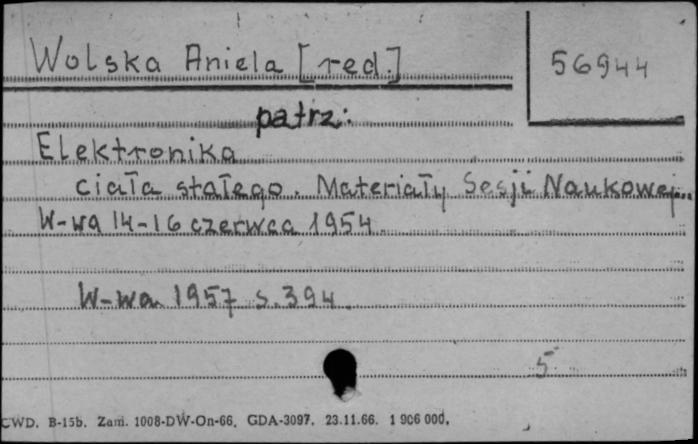 Wolska Aniela [red.]
56944
patrz:
Elektronika
ciała stałego. Materiały Sesji Naukowej..
W-wa 14-16 czerwca 1954
W-wa 1957 s. 394.
5
CWD. B-15b. Zam. 1008-DW-On-66. GDA-3097. 23.11.66. 1 906 000,